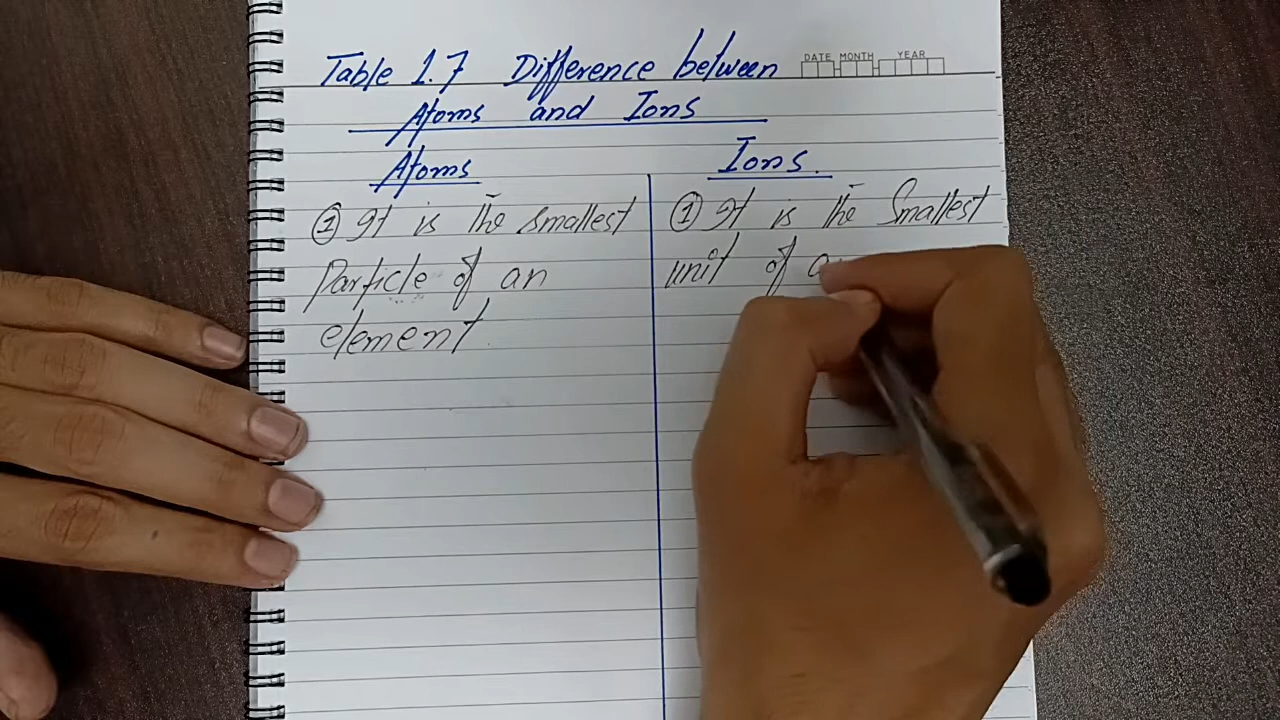 Table 1.7 Difference between
DATE MONTH YEAR
Atoms and Ions
Atoms
Ions.
① It is the smallest
Particle of an
element
① It is the Smallest
unit of